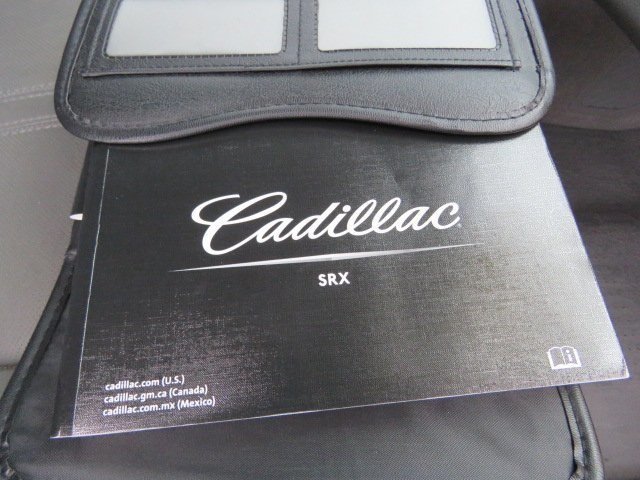 Cadillac
SRX
cadillac.com (U.S.)
cadillac.gm.ca (Canada)
cadillac.com.mx (Mexico)